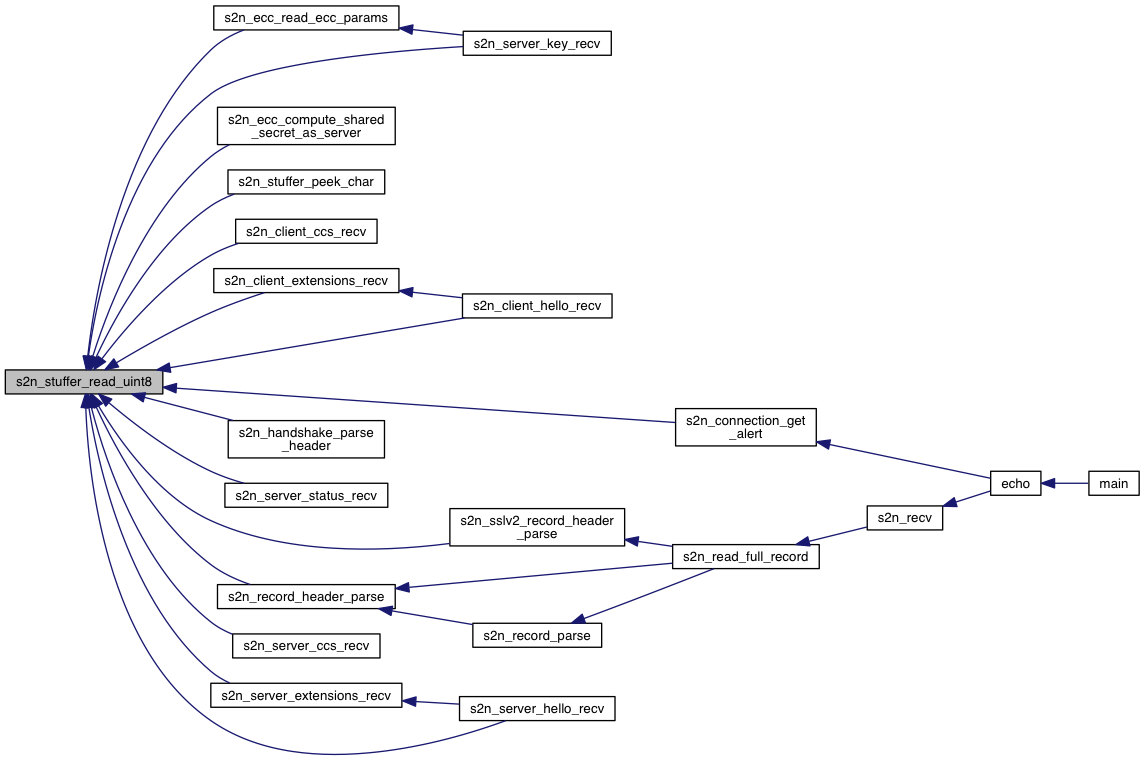 s2n_ecc_read_ecc_params
s2n_server_key_recv
s2n_ecc_compute_shared
_secret_as_server
s2n_stuffer_peek_char
s2n_client_ccs_recv
s2n_client_extensions_recv
s2n_client_hello_recv
s2n_stuffer_read_uint8
s2n_connection_get
_alert
s2n_handshake_parse
_header
echo
main
s2n_server_status_recv
s2n_recv
s2n_sslv2_record_header
_parse
s2n_read_full_record
s2n_record_header_parse
s2n_record_parse
s2n_server_ccs_recv
s2n_server_extensions_recv
s2n_server_hello_recv